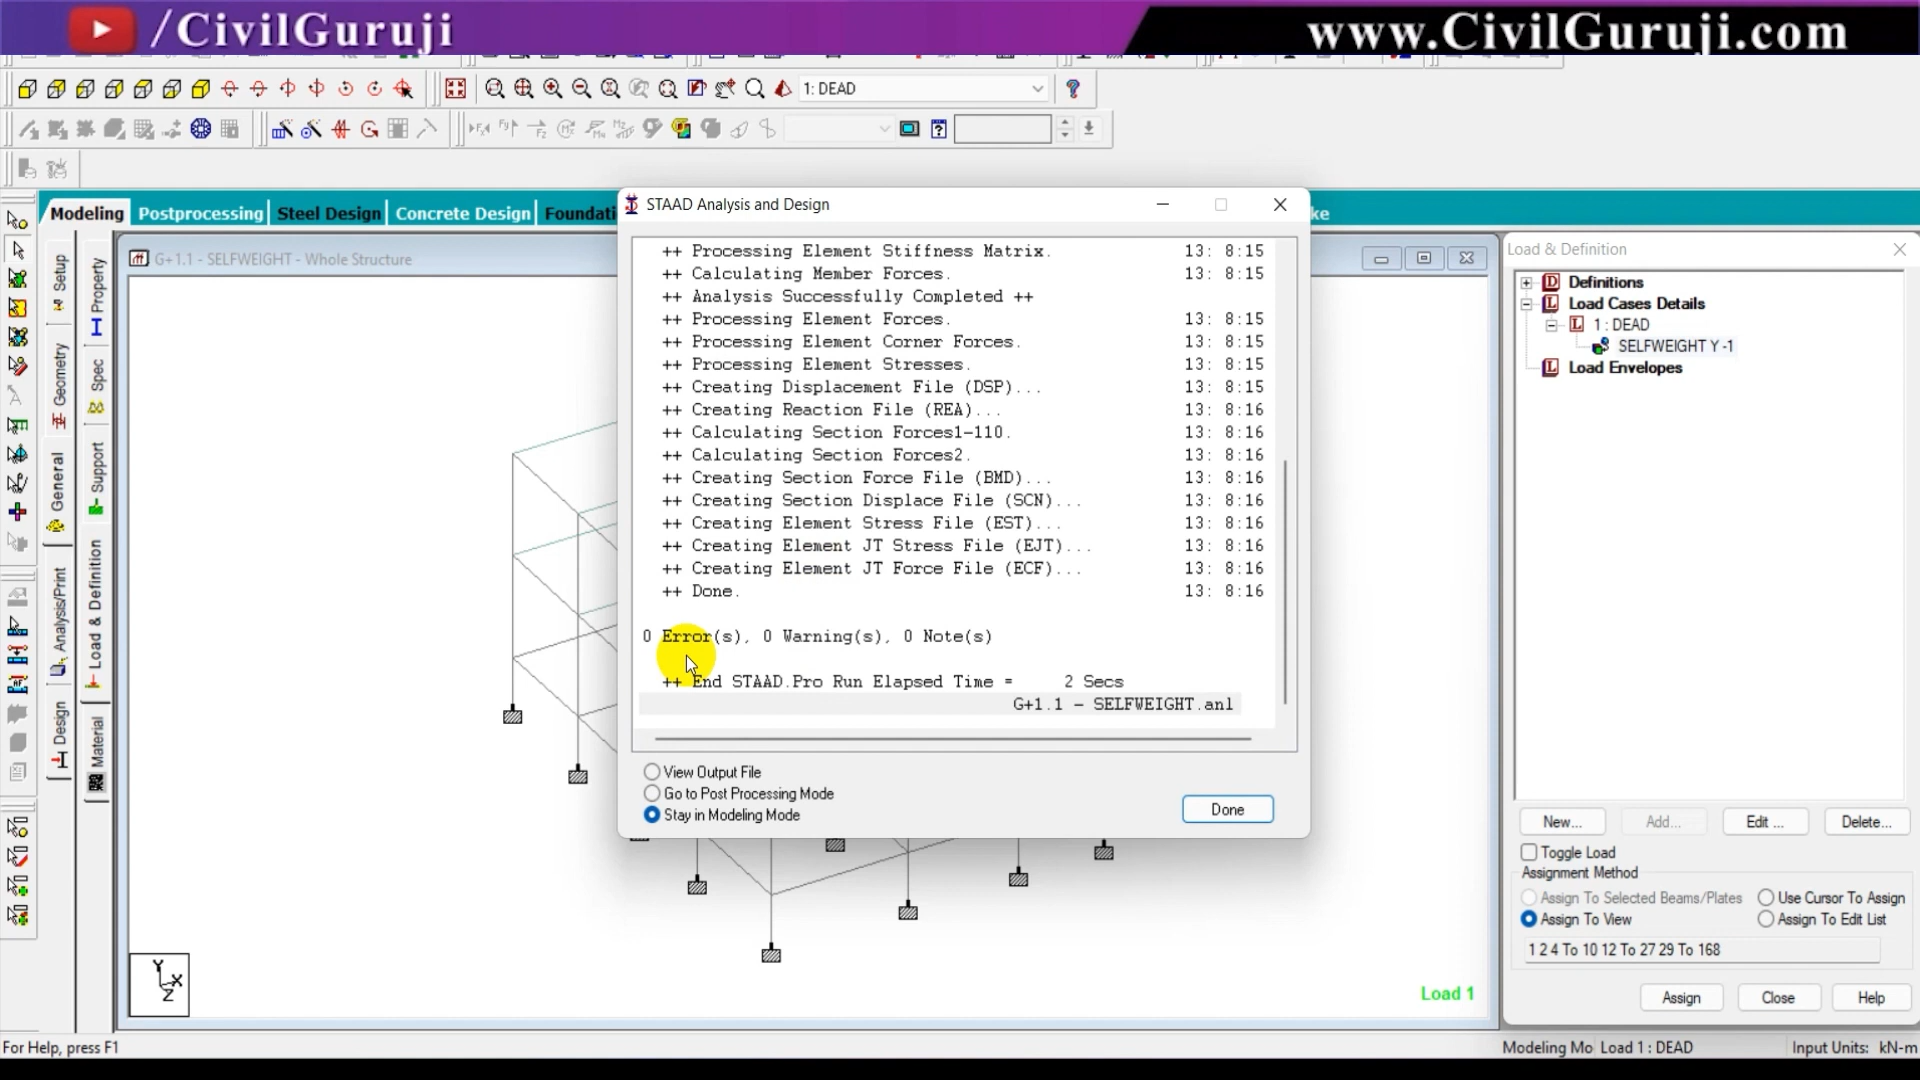 /CivilGuruji
www.CivilGuruji.com
1: DEAD
Modeling
Postprocessing
Steel Design
Concrete Design
Foundati
ke
STAAD Analysis and Design
G+1.1 - SELFWEIGHT - Whole Structure
Setup
Geometry
General
Analysis/Print
Design
Property
Spec
Support
Load & Definition
Material
++ Processing Element Stiffness Matrix. 13: 8:15
++ Calculating Member Forces. 13: 8:15
++ Analysis Successfully Completed ++
++ Processing Element Forces. 13: 8:15
++ Processing Element Corner Forces. 13: 8:15
++ Processing Element Stresses. 13: 8:15
++ Creating Displacement File (DSP)... 13: 8:15
++ Creating Reaction File (REA)... 13: 8:16
++ Calculating Section Forces1-110. 13: 8:16
++ Calculating Section Forces2. 13: 8:16
++ Creating Section Force File (BMD)... 13: 8:16
++ Creating Section Displace File (SCN)... 13: 8:16
++ Creating Element Stress File (EST)... 13: 8:16
++ Creating Element JT Stress File (EJT)... 13: 8:16
++ Creating Element JT Force File (ECF)... 13: 8:16
++ Done. 13: 8:16
0 Error(s), 0 Warning(s), 0 Note(s)
++ End STAAD.Pro Run Elapsed Time = 2 Secs
G+1.1 - SELFWEIGHT.anl
View Output File
Go to Post Processing Mode
Stay in Modeling Mode
Done
Y
X
Z
Load 1
Load & Definition
Definitions
Load Cases Details
1 : DEAD
SELFWEIGHT Y -1
Load Envelopes
New...
Add...
Edit ...
Delete...
Toggle Load
Assignment Method
Assign To Selected Beams/Plates
Use Cursor To Assign
Assign To View
Assign To Edit List
1 2 4 To 10 12 To 27 29 To 168
Assign
Close
Help
For Help, press F1
Modeling Mo
Load 1 : DEAD
Input Units: kN-m